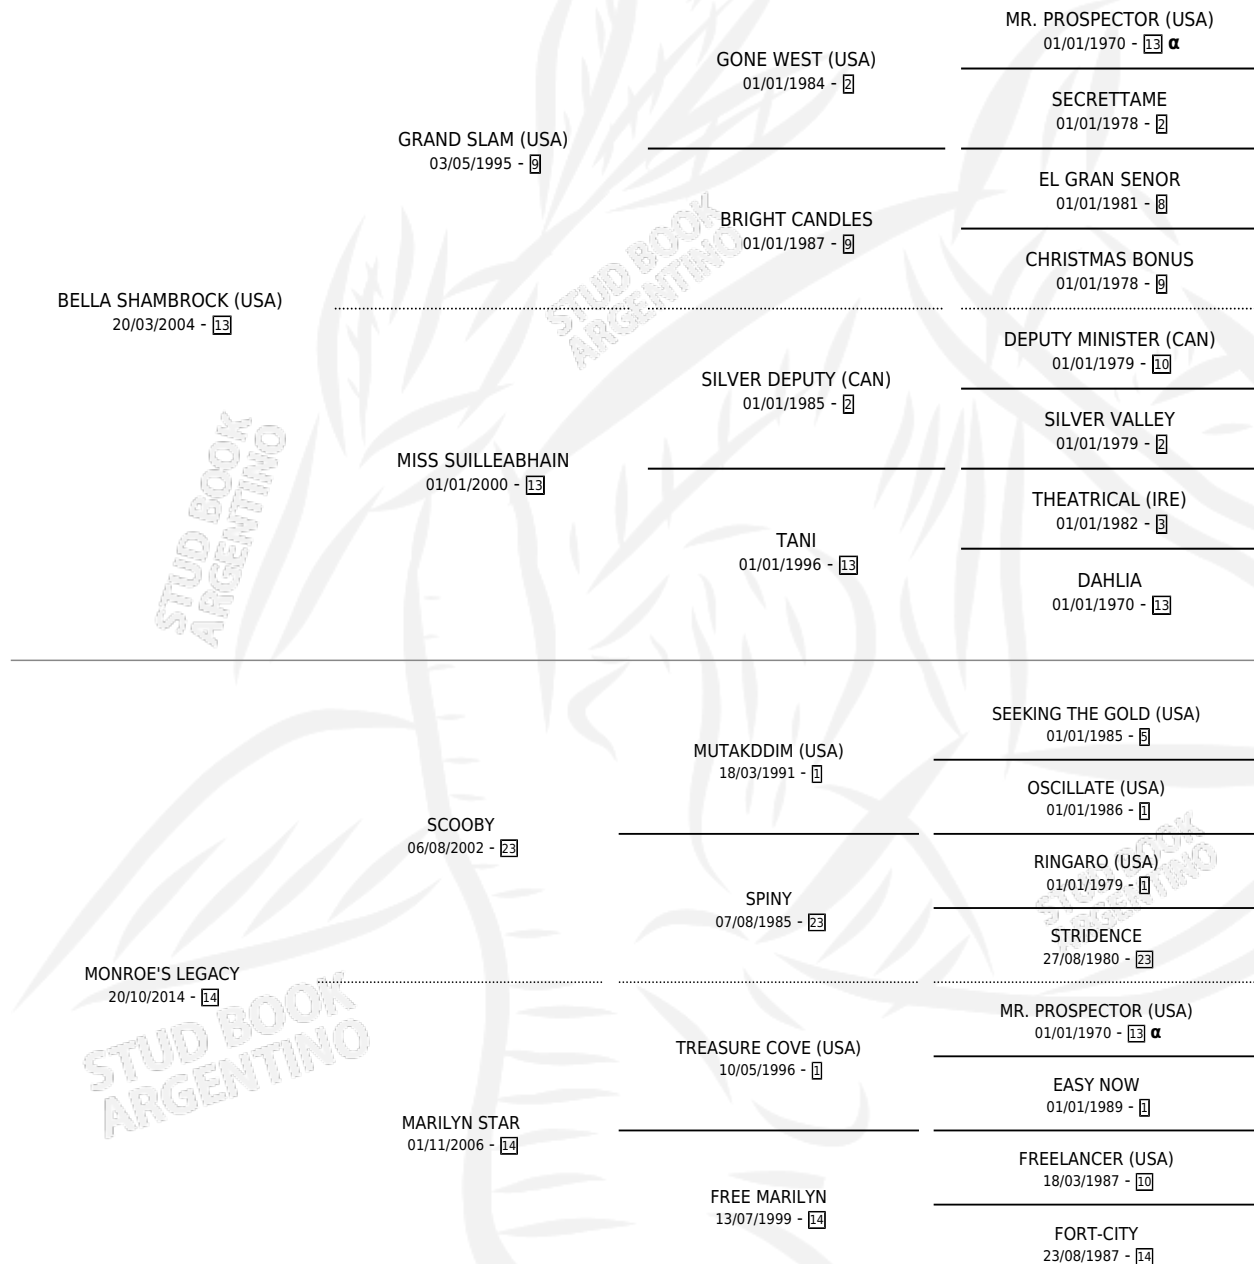 MR. PROSPECTOR (USA)
01/01/1970 - 13 α
GONE WEST (USA)
01/01/1984 - 2
SECRETTAME
01/01/1978 - 2
GRAND SLAM (USA)
03/05/1995 - 9
EL GRAN SENOR
01/01/1981 - 8
BRIGHT CANDLES
01/01/1987 - 9
CHRISTMAS BONUS
01/01/1978 - 9
BELLA SHAMBROCK (USA)
20/03/2004 - 13
DEPUTY MINISTER (CAN)
01/01/1979 - 10
SILVER DEPUTY (CAN)
01/01/1985 - 2
SILVER VALLEY
01/01/1979 - 2
MISS SUILLEABHAIN
01/01/2000 - 13
THEATRICAL (IRE)
01/01/1982 - 3
TANI
01/01/1996 - 13
DAHLIA
01/01/1970 - 13
SEEKING THE GOLD (USA)
01/01/1985 - 5
MUTAKDDIM (USA)
18/03/1991 - 1
OSCILLATE (USA)
01/01/1986 - 1
SCOOBY
06/08/2002 - 23
RINGARO (USA)
01/01/1979 - 1
SPINY
07/08/1985 - 23
STRIDENCE
27/08/1980 - 23
MONROE'S LEGACY
20/10/2014 - 14
MR. PROSPECTOR (USA)
01/01/1970 - 13 α
TREASURE COVE (USA)
10/05/1996 - 1
EASY NOW
01/01/1989 - 1
MARILYN STAR
01/11/2006 - 14
FREELANCER (USA)
18/03/1987 - 10
FREE MARILYN
13/07/1999 - 14
FORT-CITY
23/08/1987 - 14
STUD BOOK
ARGENTINO
STUD BOOK
ARGENTINO
STUD BOOK
ARGENTINO
STUD BOOK
ARGENTINO